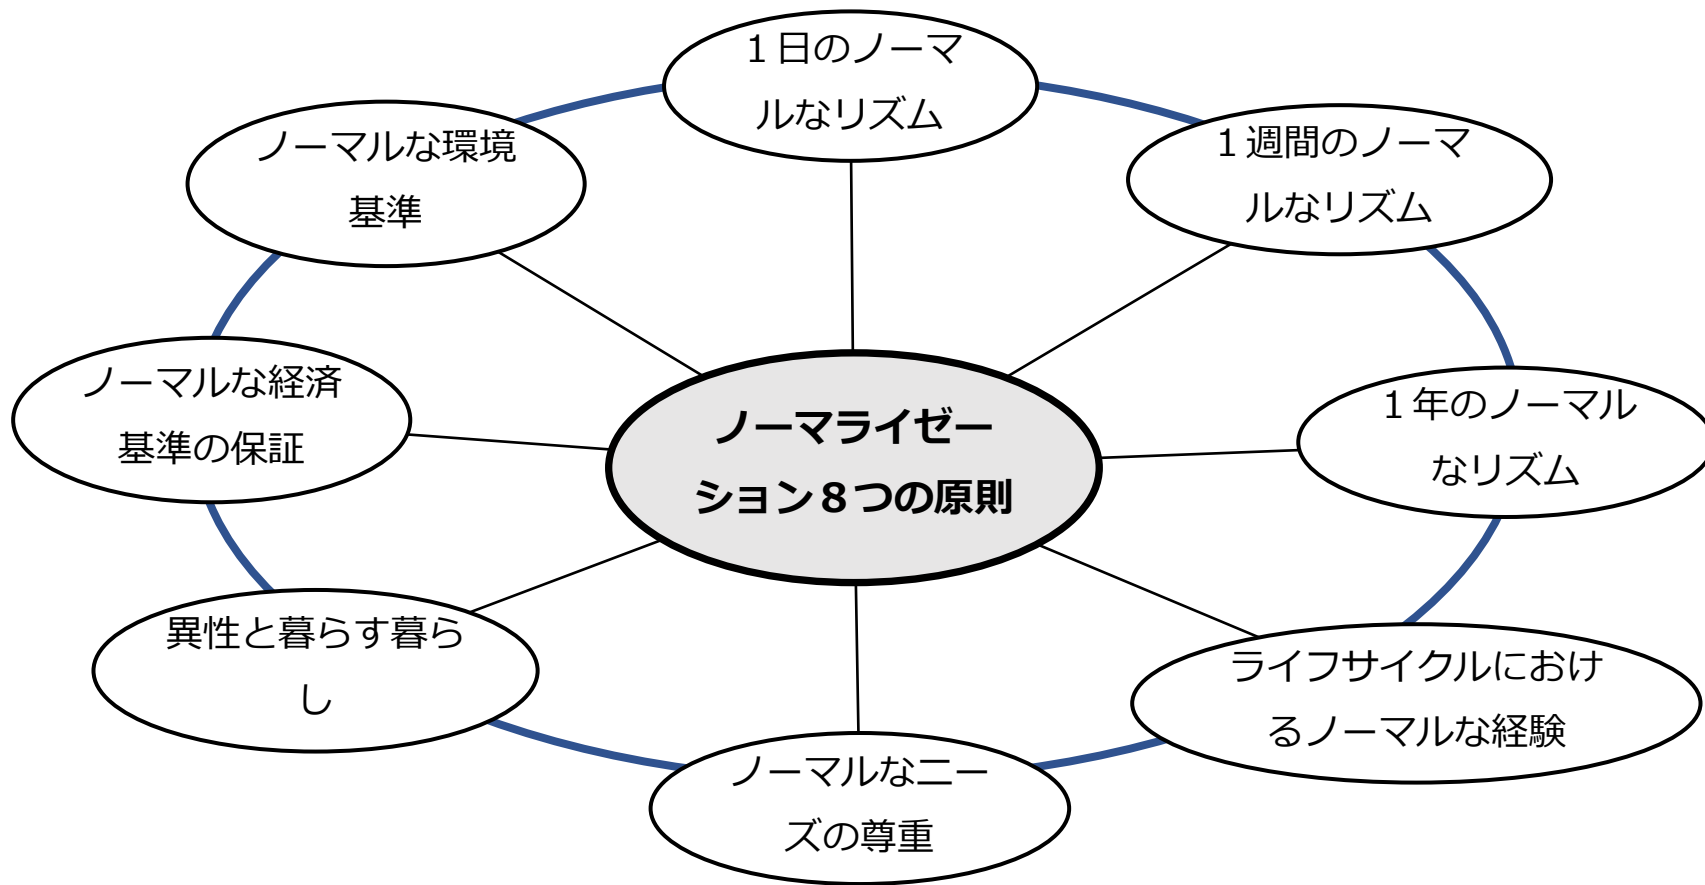 １日のノーマ
ルなリズム
１週間のノーマ
ルなリズム
１年のノーマル
なリズム
ライフサイクルにおけ
るノーマルな経験
ノーマルなニー
ズの尊重
異性と暮らす暮ら
し
ノーマルな経済
基準の保証
ノーマルな環境
基準
ノーマライゼー
ション８つの原則